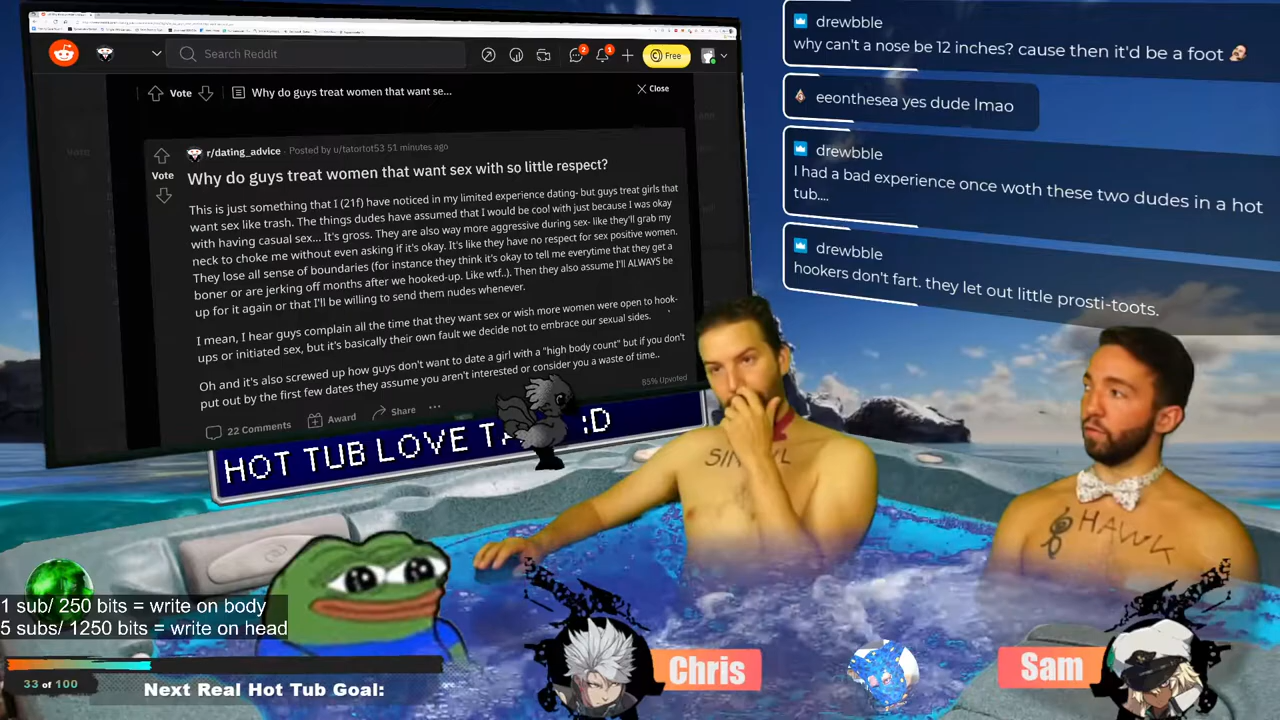 Search Reddit
2
1
Free
Vote
Why do guys treat women that want se...
Close
r/dating_advice · Posted by u/tatortot53 51 minutes ago
Vote
Why do guys treat women that want sex with so little respect?
This is just something that I (21f) have noticed in my limited experience dating- but guys treat girls that
want sex like trash. The things dudes have assumed that I would be cool with just because I was okay
with having casual sex... It's gross. They are also way more aggressive during sex- like they'll grab my
neck to choke me without even asking if it's okay. It's like they have no respect for sex positive women.
They lose all sense of boundaries (for instance they think it's okay to tell me everytime that they get a
boner or are jerking off months after we hooked-up. Like wtf..). Then they also assume I'll ALWAYS be
up for it again or that I'll be willing to send them nudes whenever.
I mean, I hear guys complain all the time that they want sex or wish more women were open to hook-
ups or initiated sex, but it's basically their own fault we decide not to embrace our sexual sides.
Oh and it's also screwed up how guys don't want to date a girl with a "high body count" but if you don't
put out by the first few dates they assume you aren't interested or consider you a waste of time..
85% Upvoted
22 Comments
Award
Share
HOT TUB LOVE :D
drewbble
why can't a nose be 12 inches? cause then it'd be a foot
eeonthesea yes dude lmao
drewbble
I had a bad experience once woth these two dudes in a hot
tub....
drewbble
hookers don't fart. they let out little prosti-toots.
HAWK
1 sub/ 250 bits = write on body
5 subs/ 1250 bits = write on head
33 of 100
Next Real Hot Tub Goal:
Chris
Sam